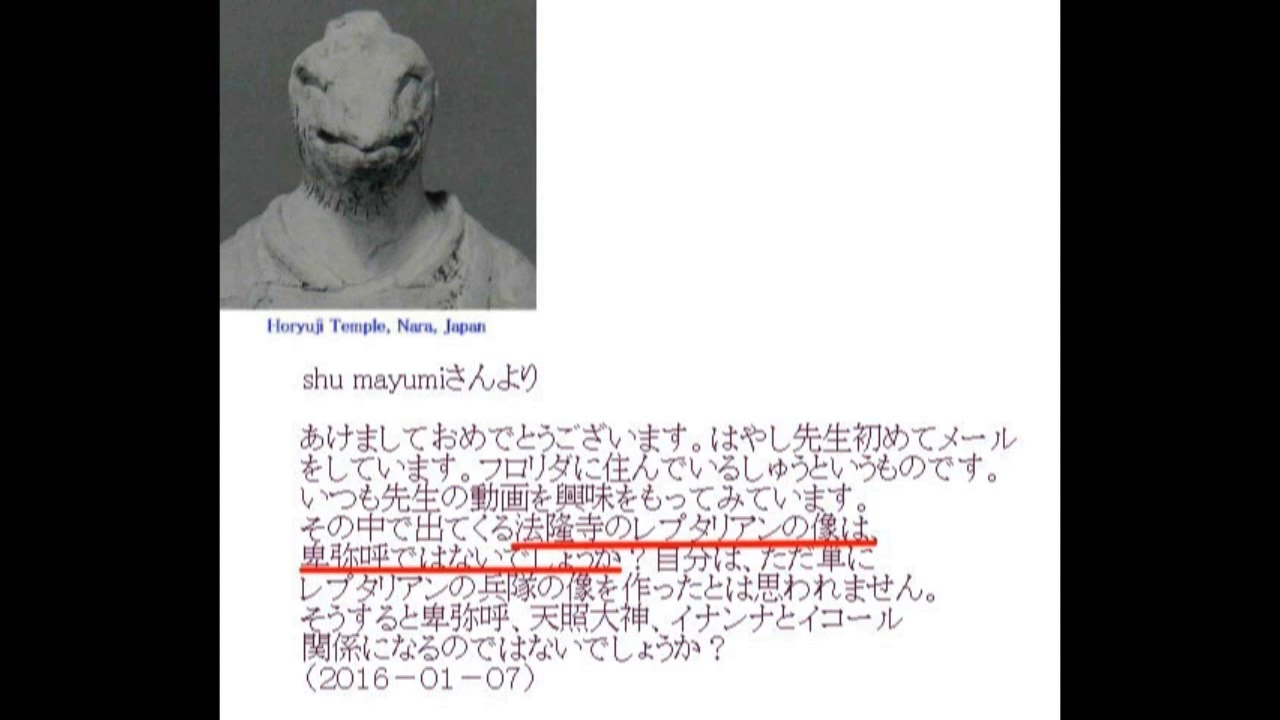 Horyuji Temple, Nara, Japan
shu mayumiさんより
あけましておめでとうございます。はやし先生初めてメール
をしています。フロリダに住んでいるしゅうというものです。
いつも先生の動画を興味をもってみています。
その中で出てくる法隆寺のレプタリアンの像は、
卑弥呼ではないでしょうか？自分は、ただ単に
レプタリアンの兵隊の像を作ったとは思われません。
そうすると卑弥呼、天照大神、イナンナとイコール
関係になるのではないでしょうか？
（2016－01－07）